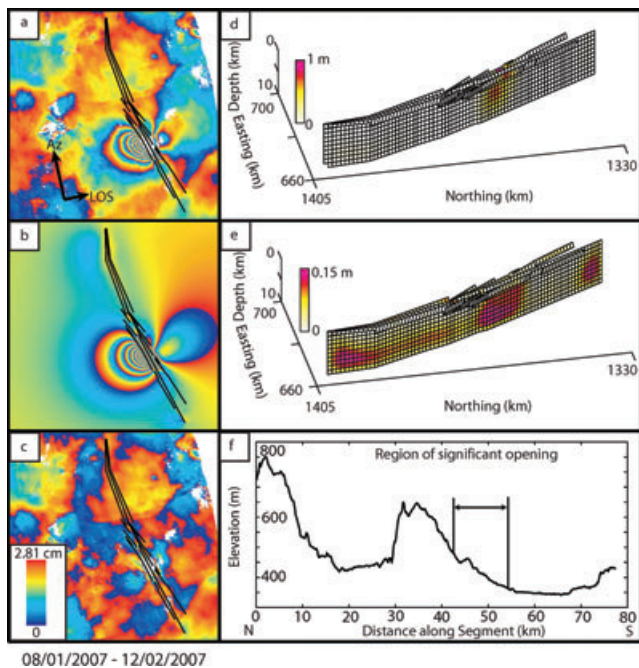 a
Az
LOS
b
c
2.81 cm
0
08/01/2007 - 12/02/2007
d
0
10
Depth (km)
1 m
0
700
Easting (km)
660
1405
Northing (km)
1330
e
0
10
Depth (km)
0.15 m
0
700
Easting (km)
660
1405
Northing (km)
1330
f
Region of significant opening
800
600
400
Elevation (m)
0 10 20 30 40 50 60 70 80
N Distance along Segment (km) S